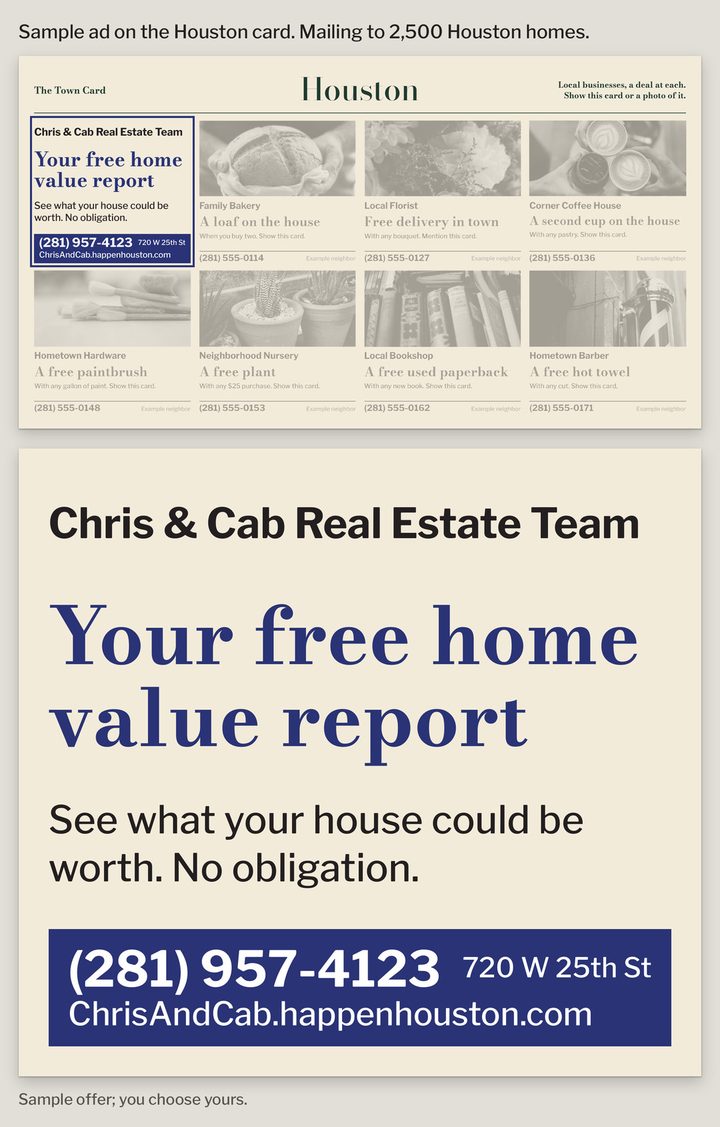 Sample ad on the Houston card. Mailing to 2,500 Houston homes.
The Town Card
Houston
Local businesses, a deal at each.
Show this card or a photo of it.
Chris & Cab Real Estate Team
Your free home
value report
See what your house could be
worth. No obligation.
(281) 957-4123 720 W 25th St
ChrisAndCab.happenhouston.com
Family Bakery
A loaf on the house
When you buy two. Show this card.
(281) 555-0114 Example neighbor
Local Florist
Free delivery in town
With any bouquet. Mention this card.
(281) 555-0127 Example neighbor
Corner Coffee House
A second cup on the house
With any pastry. Show this card.
(281) 555-0136 Example neighbor
Hometown Hardware
A free paintbrush
With any gallon of paint. Show this card.
(281) 555-0148 Example neighbor
Neighborhood Nursery
A free plant
With any $25 purchase. Show this card.
(281) 555-0153 Example neighbor
Local Bookshop
A free used paperback
With any new book. Show this card.
(281) 555-0162 Example neighbor
Hometown Barber
A free hot towel
With any cut. Show this card.
(281) 555-0171 Example neighbor
Chris & Cab Real Estate Team
Your free home
value report
See what your house could be
worth. No obligation.
(281) 957-4123 720 W 25th St
ChrisAndCab.happenhouston.com
Sample offer; you choose yours.